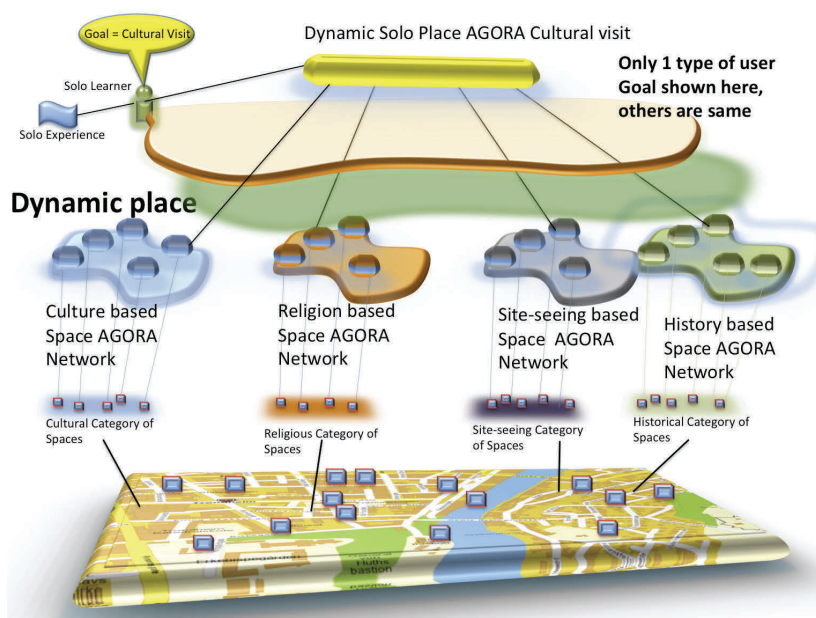 Goal = Cultural Visit
Dynamic Solo Place AGORA Cultural visit
Only 1 type of user
Goal shown here,
others are same
Solo Learner
Solo Experience
Dynamic place
Culture based
Space AGORA
Network
Religion based
Space AGORA
Network
Site-seeing based
Space AGORA
Network
History based
Space AGORA
Network
Cultural Category of
Spaces
Religious Category of
Spaces
Site-seeing Category
of Spaces
Historical Category of
Spaces
Huths
bastion